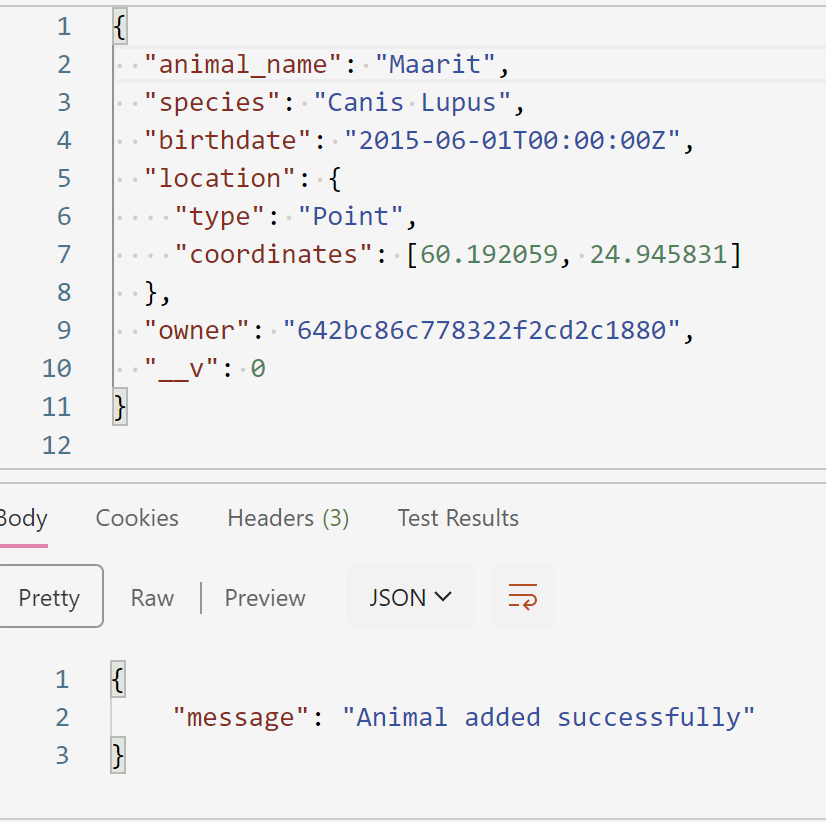 1 {
2 "animal_name": "Maarit",
3 "species": "Canis Lupus",
4 "birthdate": "2015-06-01T00:00:00Z",
5 "location": {
6 "type": "Point",
7 "coordinates": [60.192059, 24.945831]
8 },
9 "owner": "642bc86c778322f2cd2c1880",
10 "__v": 0
11 }
12
Body Cookies Headers (3) Test Results
Pretty Raw Preview JSON
1 {
2 "message": "Animal added successfully"
3 }